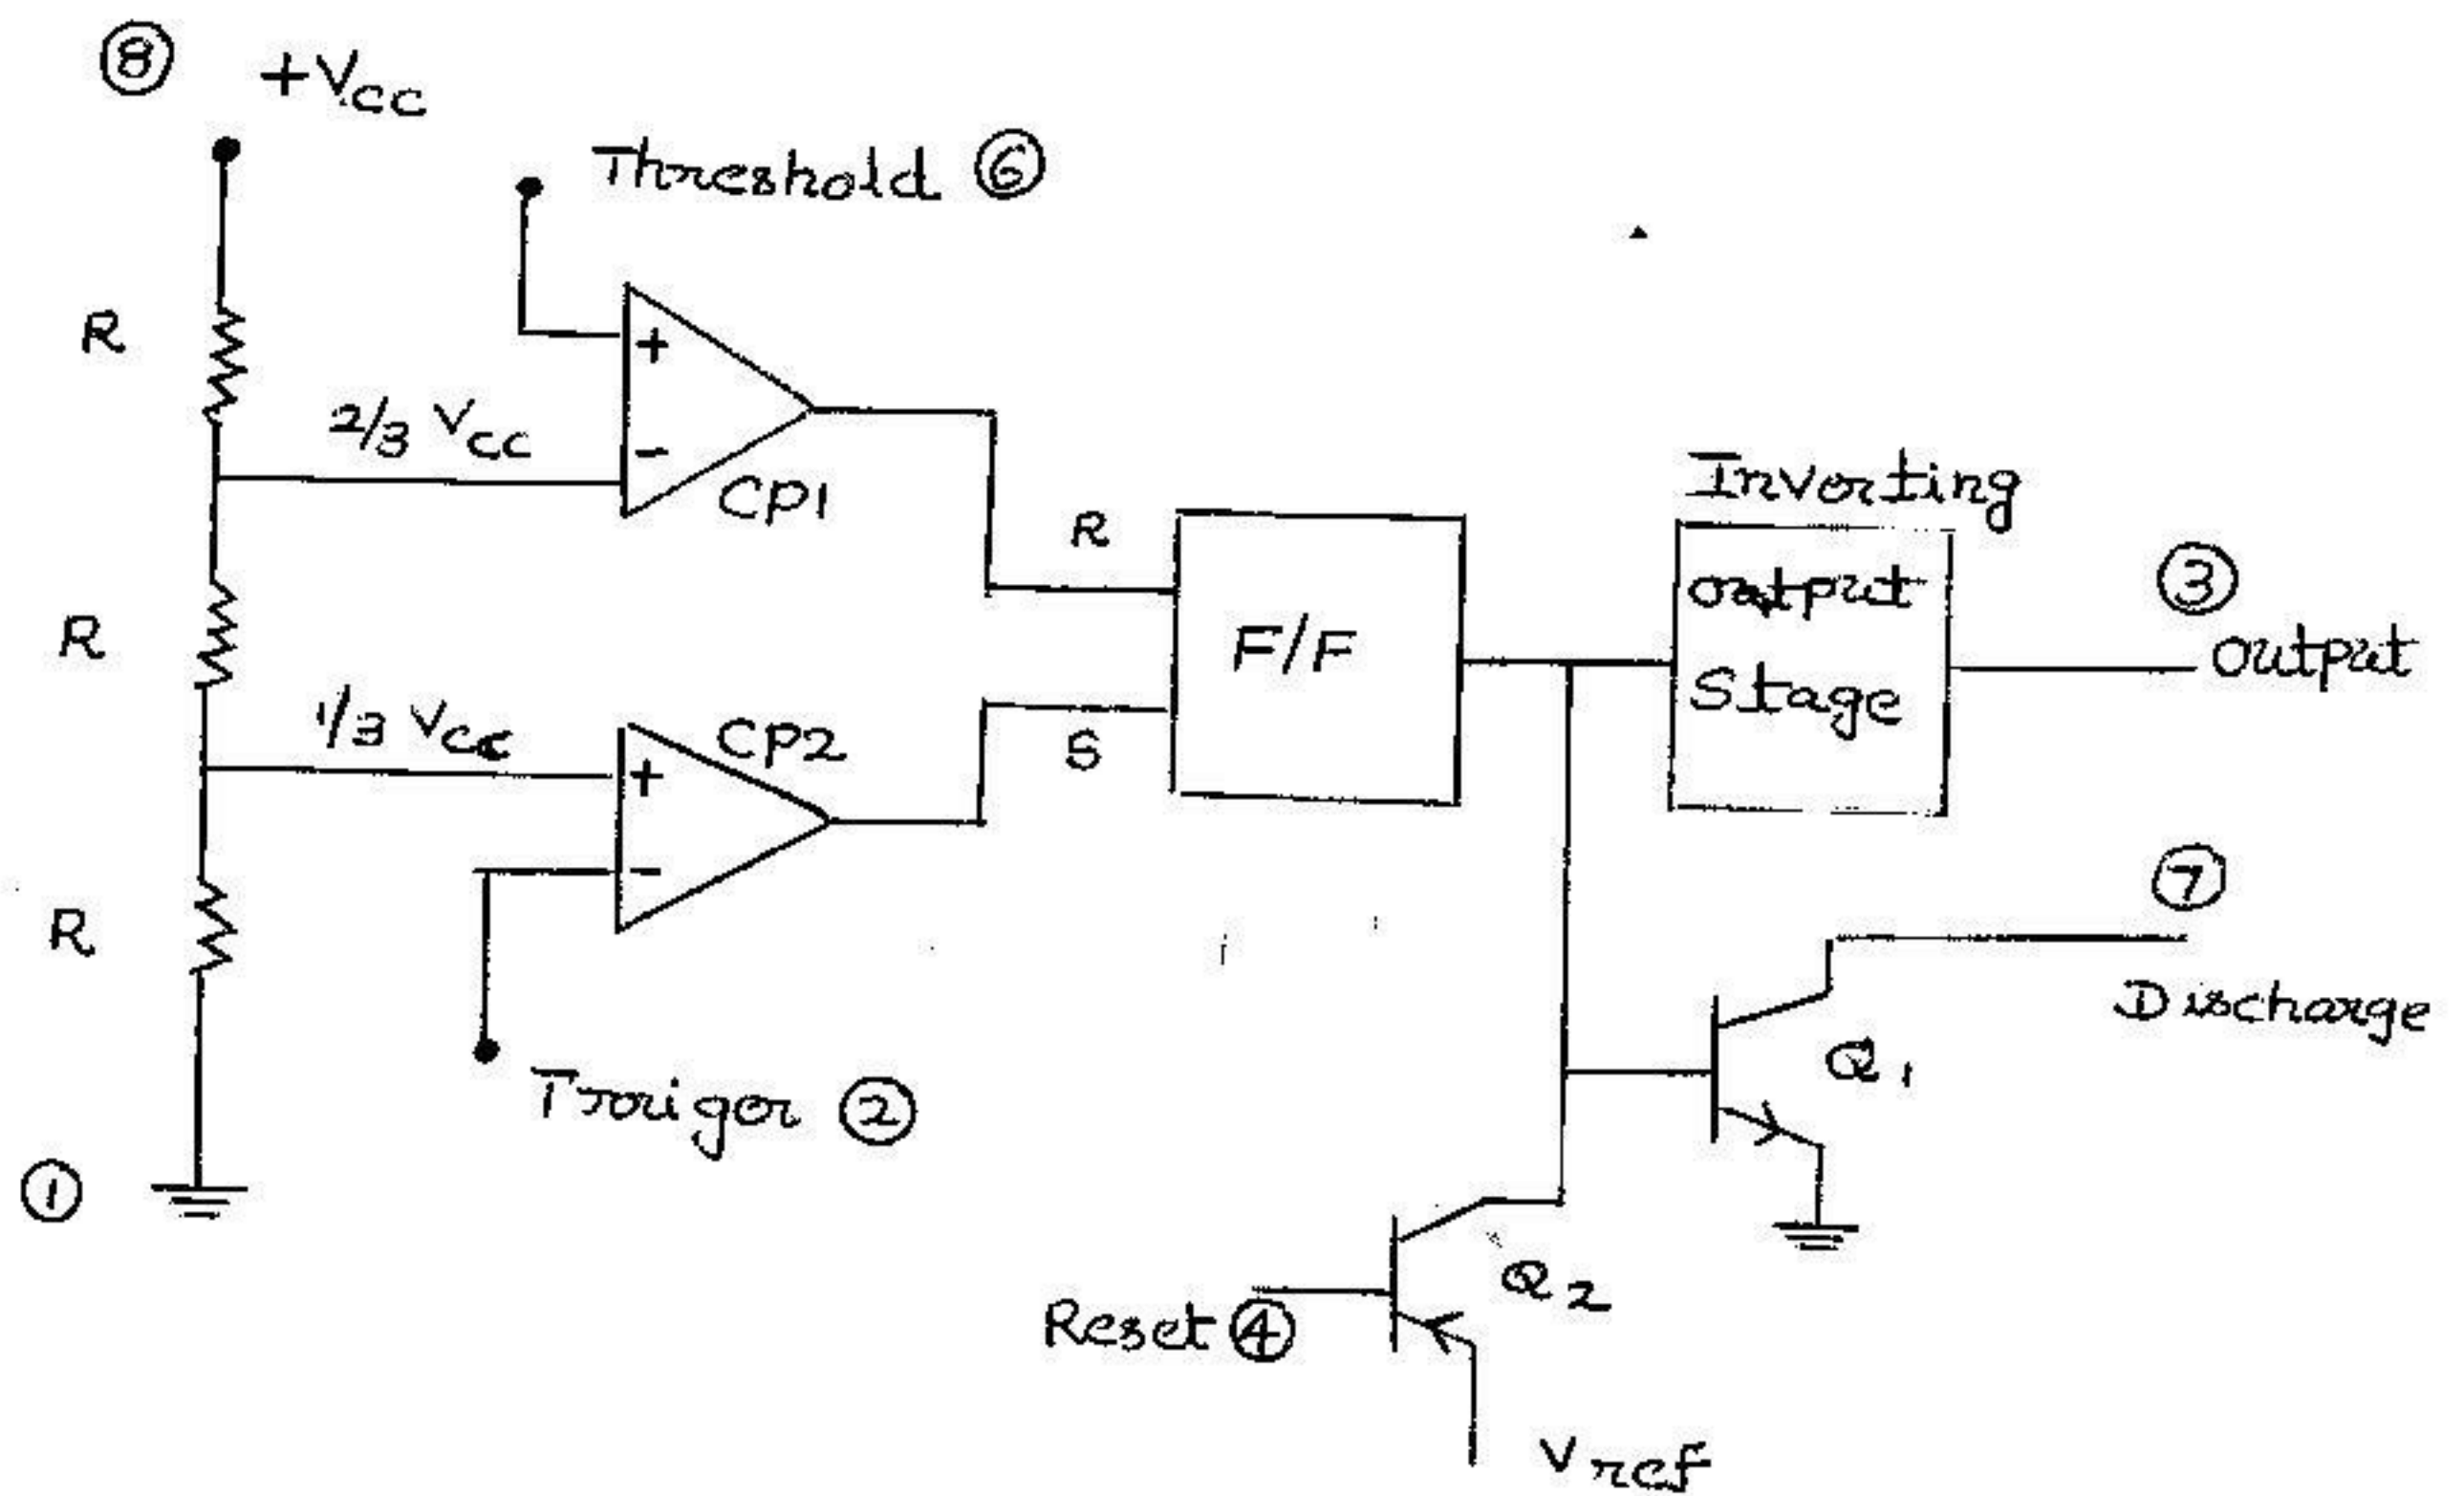 ⑧ +Vcc
Threshold ⑥
R
+
2/3 Vcc
-
CP1
R
Inverting
output
Stage
③
output
F/F
R
1/3 Vcc
CP2
S
+
-
R
⑦
Discharge
Q1
Trriger ②
①
Q2
Reset ④
Vref